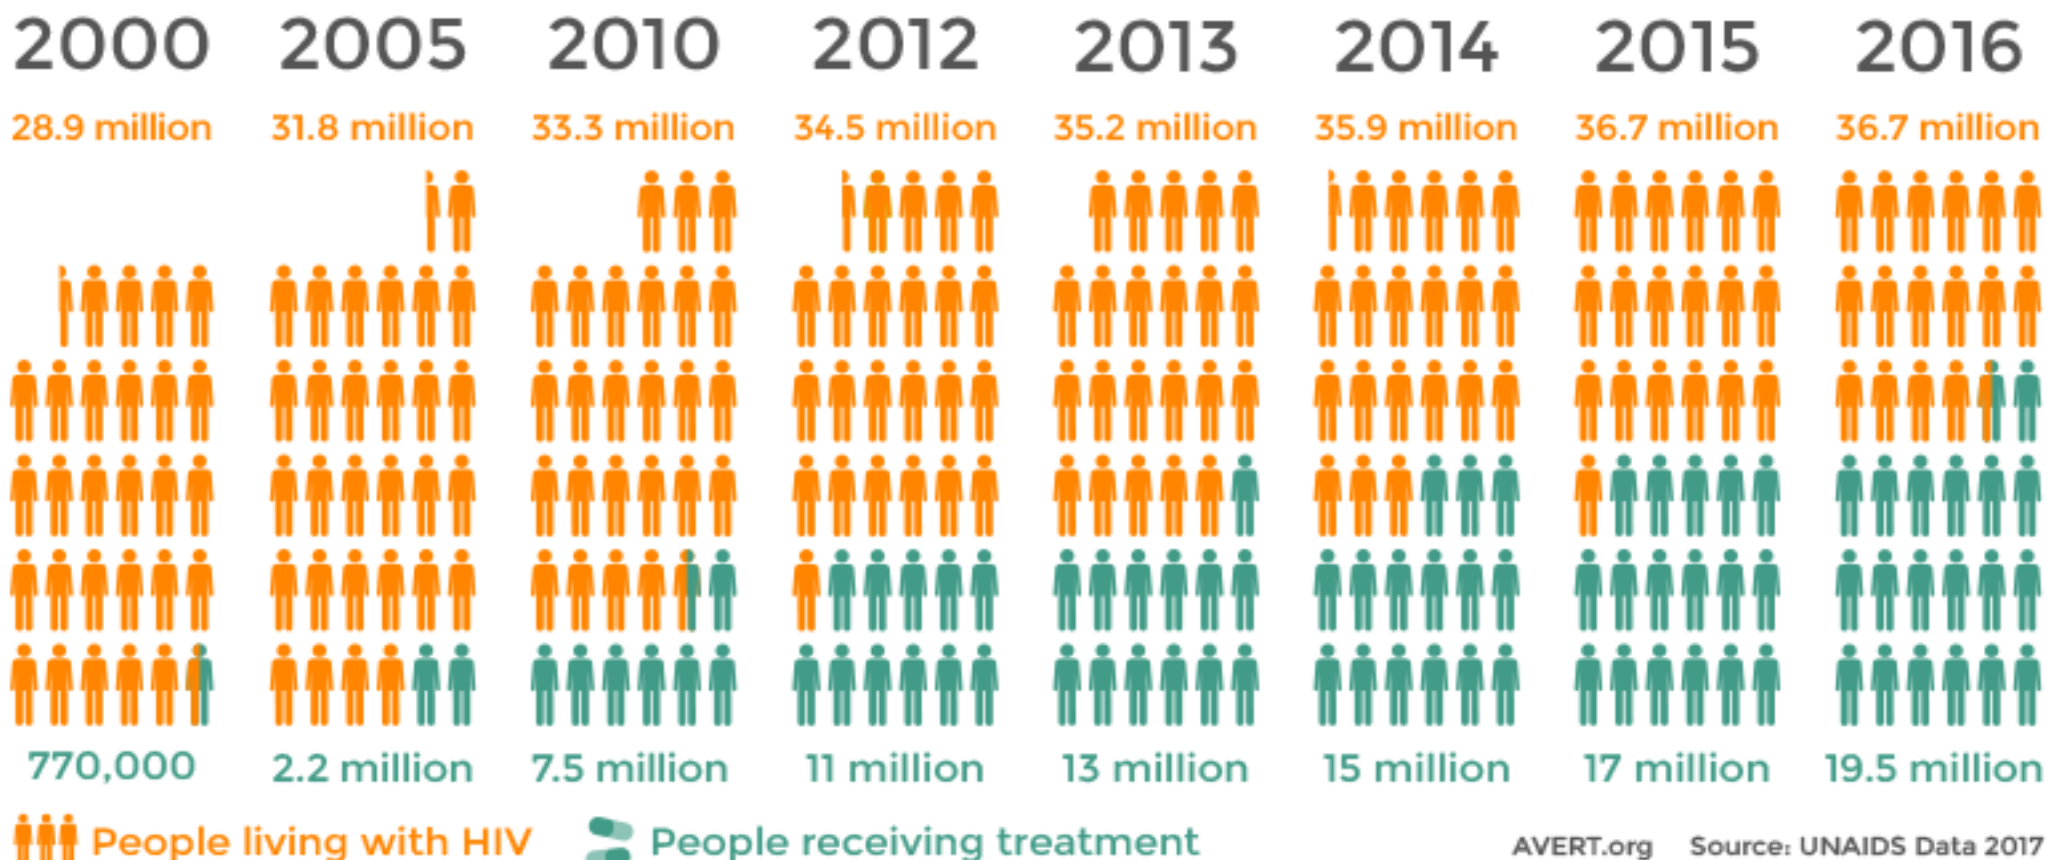 2000 2005 2010 2012 2013 2014 2015 2016
28.9 million 31.8 million 33.3 million 34.5 million 35.2 million 35.9 million 36.7 million 36.7 million
770,000 2.2 million 7.5 million 11 million 13 million 15 million 17 million 19.5 million
People living with HIV People receiving treatment AVERT.org Source: UNAIDS Data 2017